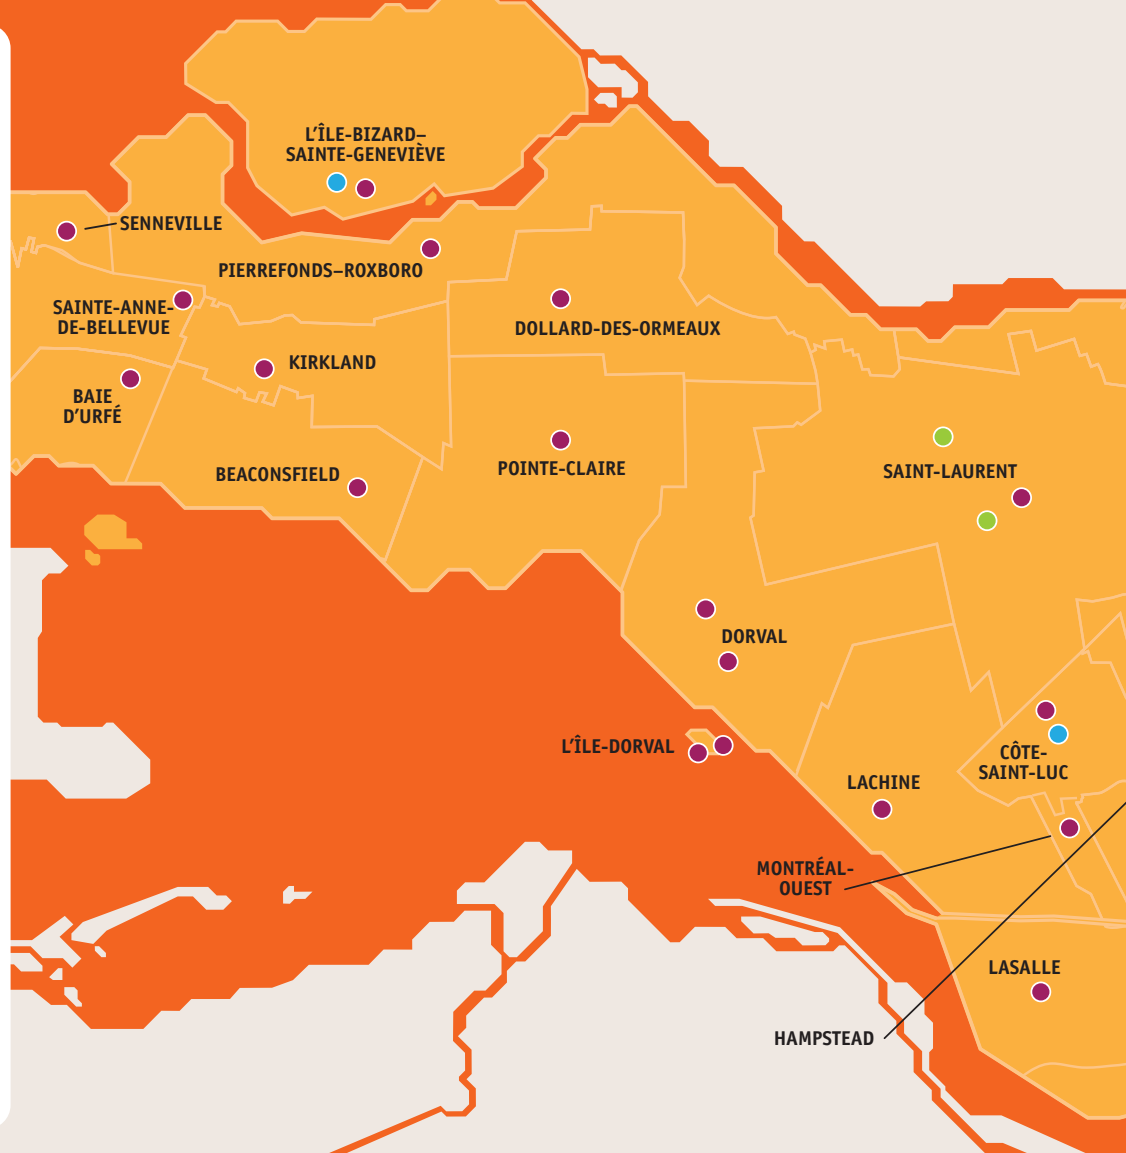 L'ÎLE-BIZARD–
SAINTE-GENEVIÈVE
SENNEVILLE
PIERREFONDS–ROXBORO
SAINTE-ANNE-
DE-BELLEVUE
DOLLARD-DES-ORMEAUX
KIRKLAND
BAIE
D'URFÉ
BEACONSFIELD
POINTE-CLAIRE
SAINT-LAURENT
DORVAL
L'ÎLE-DORVAL
CÔTE-
SAINT-LUC
LACHINE
MONTRÉAL-
OUEST
LASALLE
HAMPSTEAD